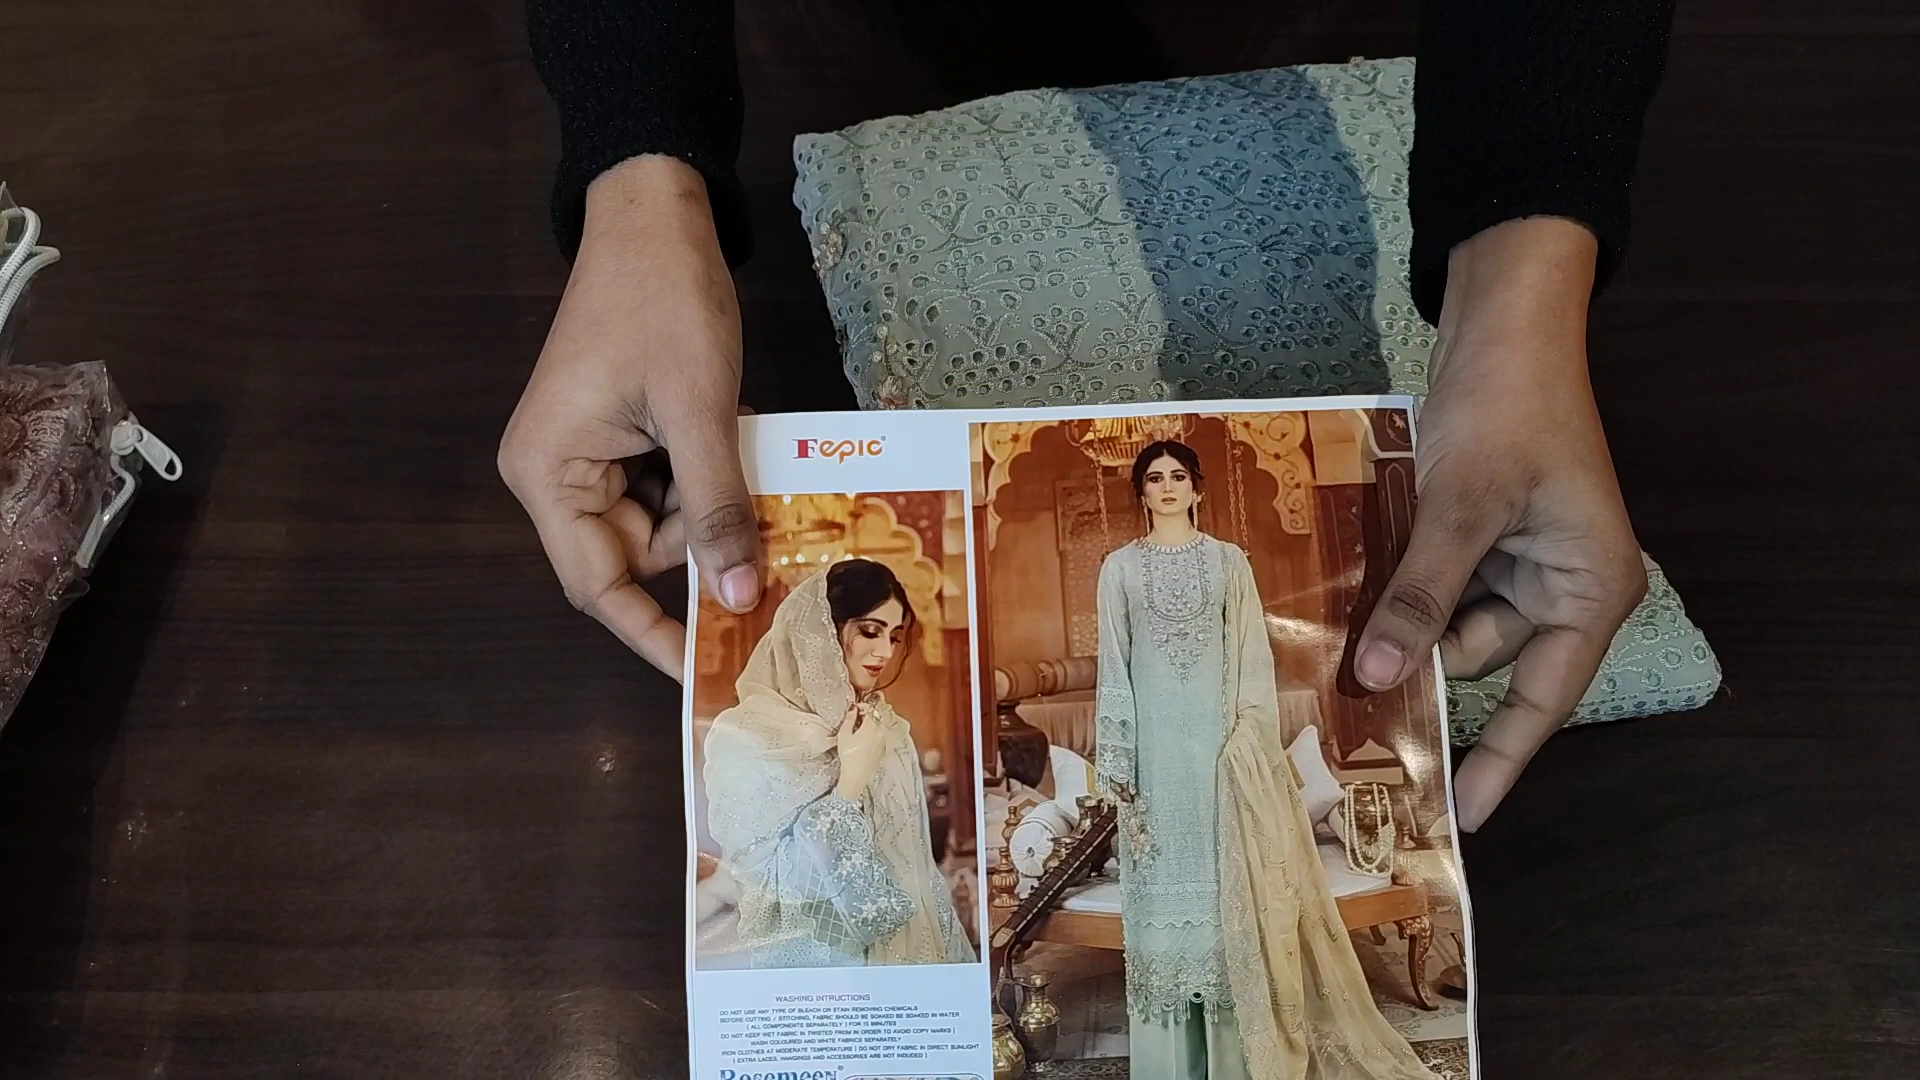 Fepic®
WASHING INTRUCTIONS
DO NOT USE ANY TYPE OF BLEACH OR STAIN REMOVING CHEMICALS
BEFORE CUTTING / STITCHING, FABRIC SHOULD BE SOAKED BE SOAKED IN WATER
( ALL COMPONENTS SEPARATELY ) FOR 15 MINUTES
DO NOT KEEP WET FABRIC IN TWISTED FROM IN ORDER TO AVOID COPY MARKS |
WASH COLOURED AND WHITE FABRICS SEPARATELY
IRON CLOTHES AT MODERATE TEMPERATURE | DO NOT DRY FABRIC IN DIRECT SUNLIGHT
( EXTRA LACES, HANGINGS AND ACCESSORIES ARE NOT INDUDED )
Rosemeen®